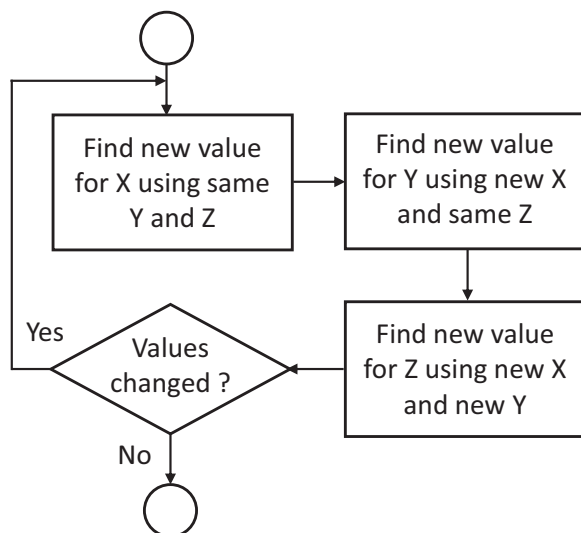 Find new value
for X using same
Y and Z
Find new value
for Y using new X
and same Z
Find new value
for Z using new X
and new Y
Values
changed ?
Yes
No